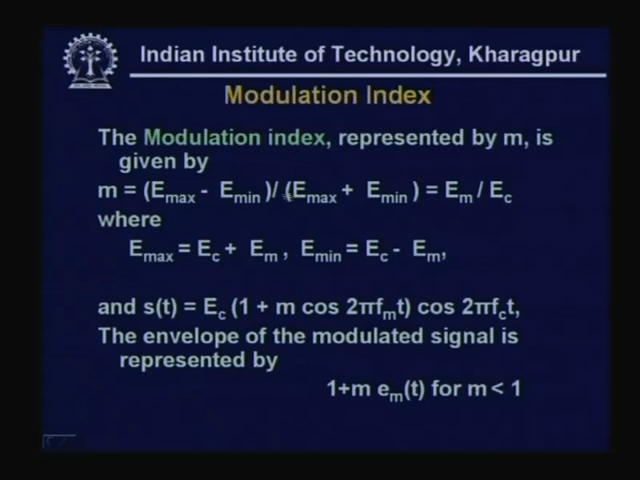 Indian Institute of Technology, Kharagpur
Modulation Index
The Modulation index, represented by m, is
given by
m = (Emax - Emin )/ (Emax + Emin ) = Em / Ec
where
Emax = Ec + Em , Emin = Ec - Em,
and s(t) = Ec (1 + m cos 2πfmt) cos 2πfct,
The envelope of the modulated signal is
represented by
1+m em(t) for m < 1